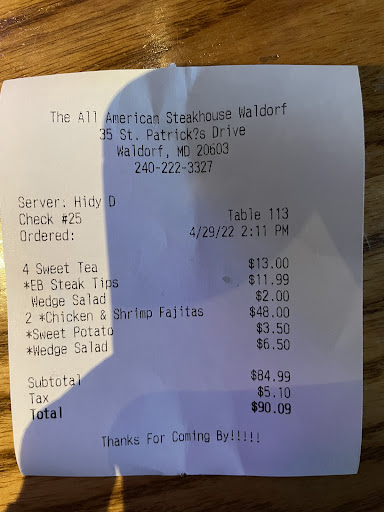 The All American Steakhouse Waldorf
35 St. Patrick?s Drive
Waldorf, MD 20603
240-222-3327
Server: Hidy D
Check #25 Table 113
Ordered: 4/29/22 2:11 PM
4 Sweet Tea $13.00
*EB Steak Tips $11.99
Wedge Salad $2.00
2 *Chicken & Shrimp Fajitas $48.00
*Sweet Potato $3.50
*Wedge Salad $6.50
Subtotal $84.99
Tax $5.10
Total $90.09
Thanks For Coming By!!!!!